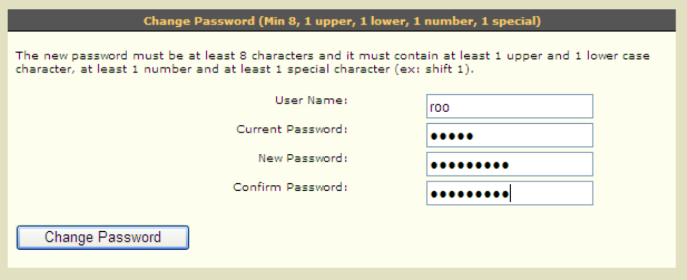 Change Password (Min 8, 1 upper, 1 lower, 1 number, 1 special)
The new password must be at least 8 characters and it must contain at least 1 upper and 1 lower case
character, at least 1 number and at least 1 special character (ex: shift 1).
User Name: roo
Current Password: •••••
New Password: •••••••••
Confirm Password: •••••••••
Change Password